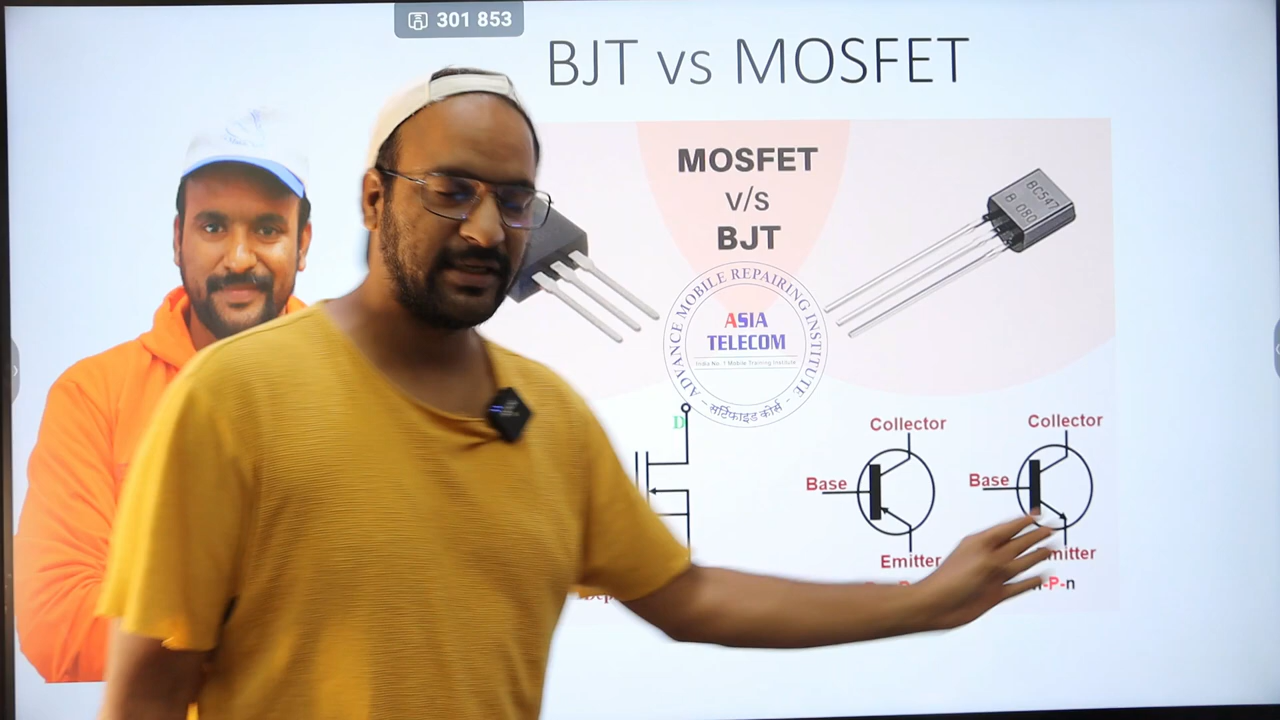 301 853
BJT vs MOSFET
MOSFET
v/s
BJT
BC547
B 080
ADVANCE MOBILE REPAIRING INSTITUTE
ASIA
TELECOM
India No. 1 Mobile Training Institute
सर्टिफाइड कोर्स
D
Collector
Collector
Base
Base
Emitter
mitter
-P-n